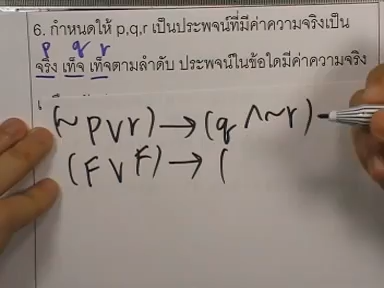 6. กำหนดให้ p,q,r เป็นประพจน์ที่มีค่าความจริงเป็น
p q r
จริง เท็จ เท็จตามลำดับ ประพจน์ในข้อใดมีค่าความจริง
(~p∨r)→(q∧~r)
(F∨F)→(